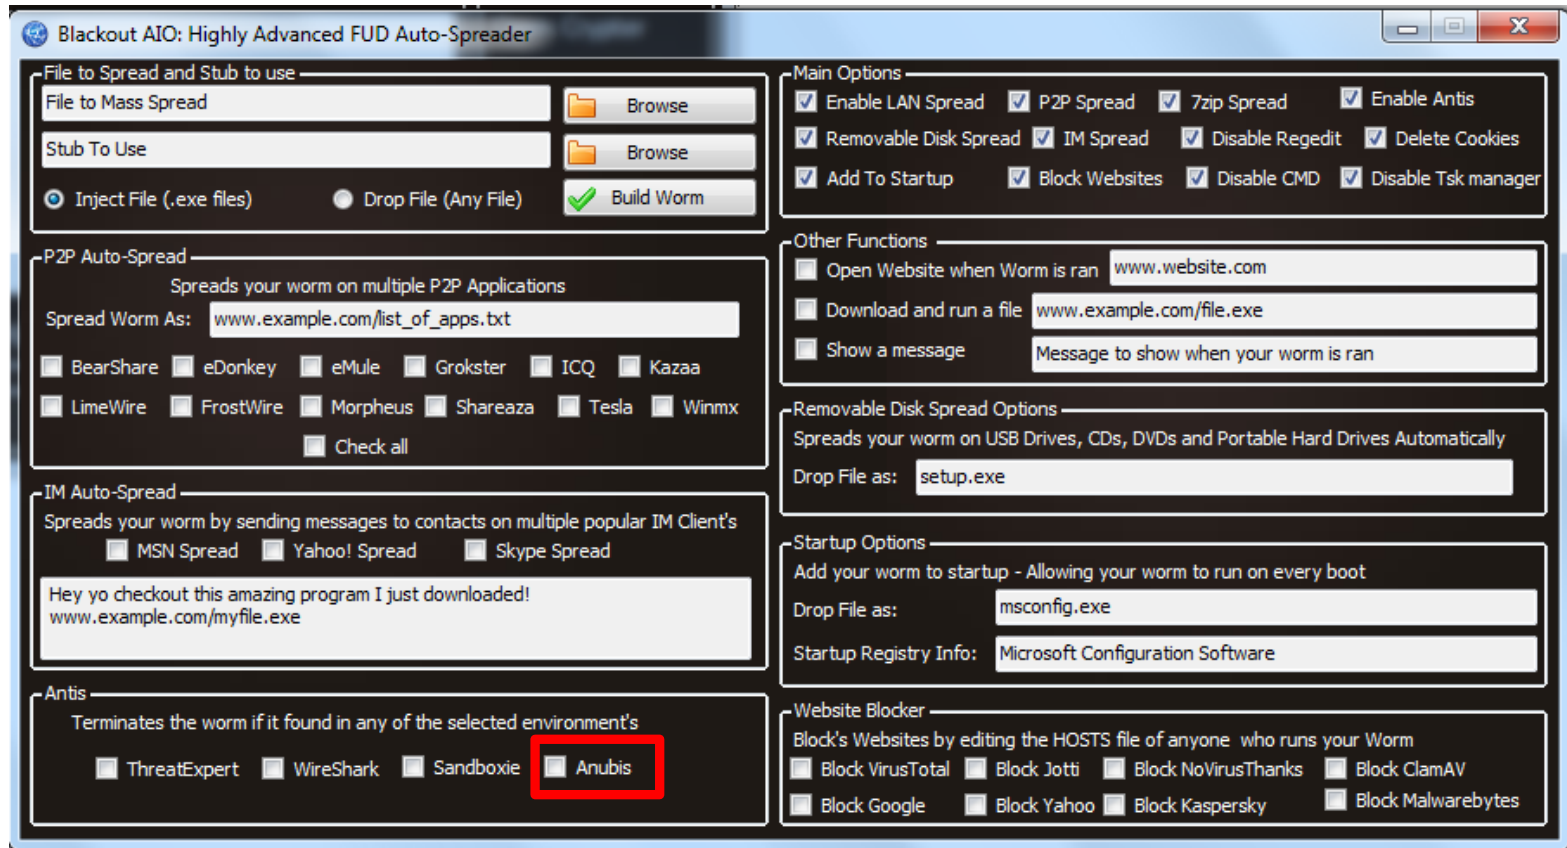 Blackout AIO: Highly Advanced FUD Auto-Spreader
File to Spread and Stub to use
File to Mass Spread
Browse
Stub To Use
Browse
Inject File (.exe files)
Drop File (Any File)
Build Worm
P2P Auto-Spread
Spreads your worm on multiple P2P Applications
Spread Worm As: www.example.com/list_of_apps.txt
BearShare eDonkey eMule Grokster ICQ Kazaa
LimeWire FrostWire Morpheus Shareaza Tesla Winmx
Check all
IM Auto-Spread
Spreads your worm by sending messages to contacts on multiple popular IM Client's
MSN Spread Yahoo! Spread Skype Spread
Hey yo checkout this amazing program I just downloaded!
www.example.com/myfile.exe
Antis
Terminates the worm if it found in any of the selected environment's
ThreatExpert WireShark Sandboxie Anubis
Main Options
Enable LAN Spread P2P Spread 7zip Spread Enable Antis
Removable Disk Spread IM Spread Disable Regedit Delete Cookies
Add To Startup Block Websites Disable CMD Disable Tsk manager
Other Functions
Open Website when Worm is ran www.website.com
Download and run a file www.example.com/file.exe
Show a message Message to show when your worm is ran
Removable Disk Spread Options
Spreads your worm on USB Drives, CDs, DVDs and Portable Hard Drives Automatically
Drop File as: setup.exe
Startup Options
Add your worm to startup - Allowing your worm to run on every boot
Drop File as: msconfig.exe
Startup Registry Info: Microsoft Configuration Software
Website Blocker
Block's Websites by editing the HOSTS file of anyone who runs your Worm
Block VirusTotal Block Jotti Block NoVirusThanks Block ClamAV
Block Google Block Yahoo Block Kaspersky Block Malwarebytes